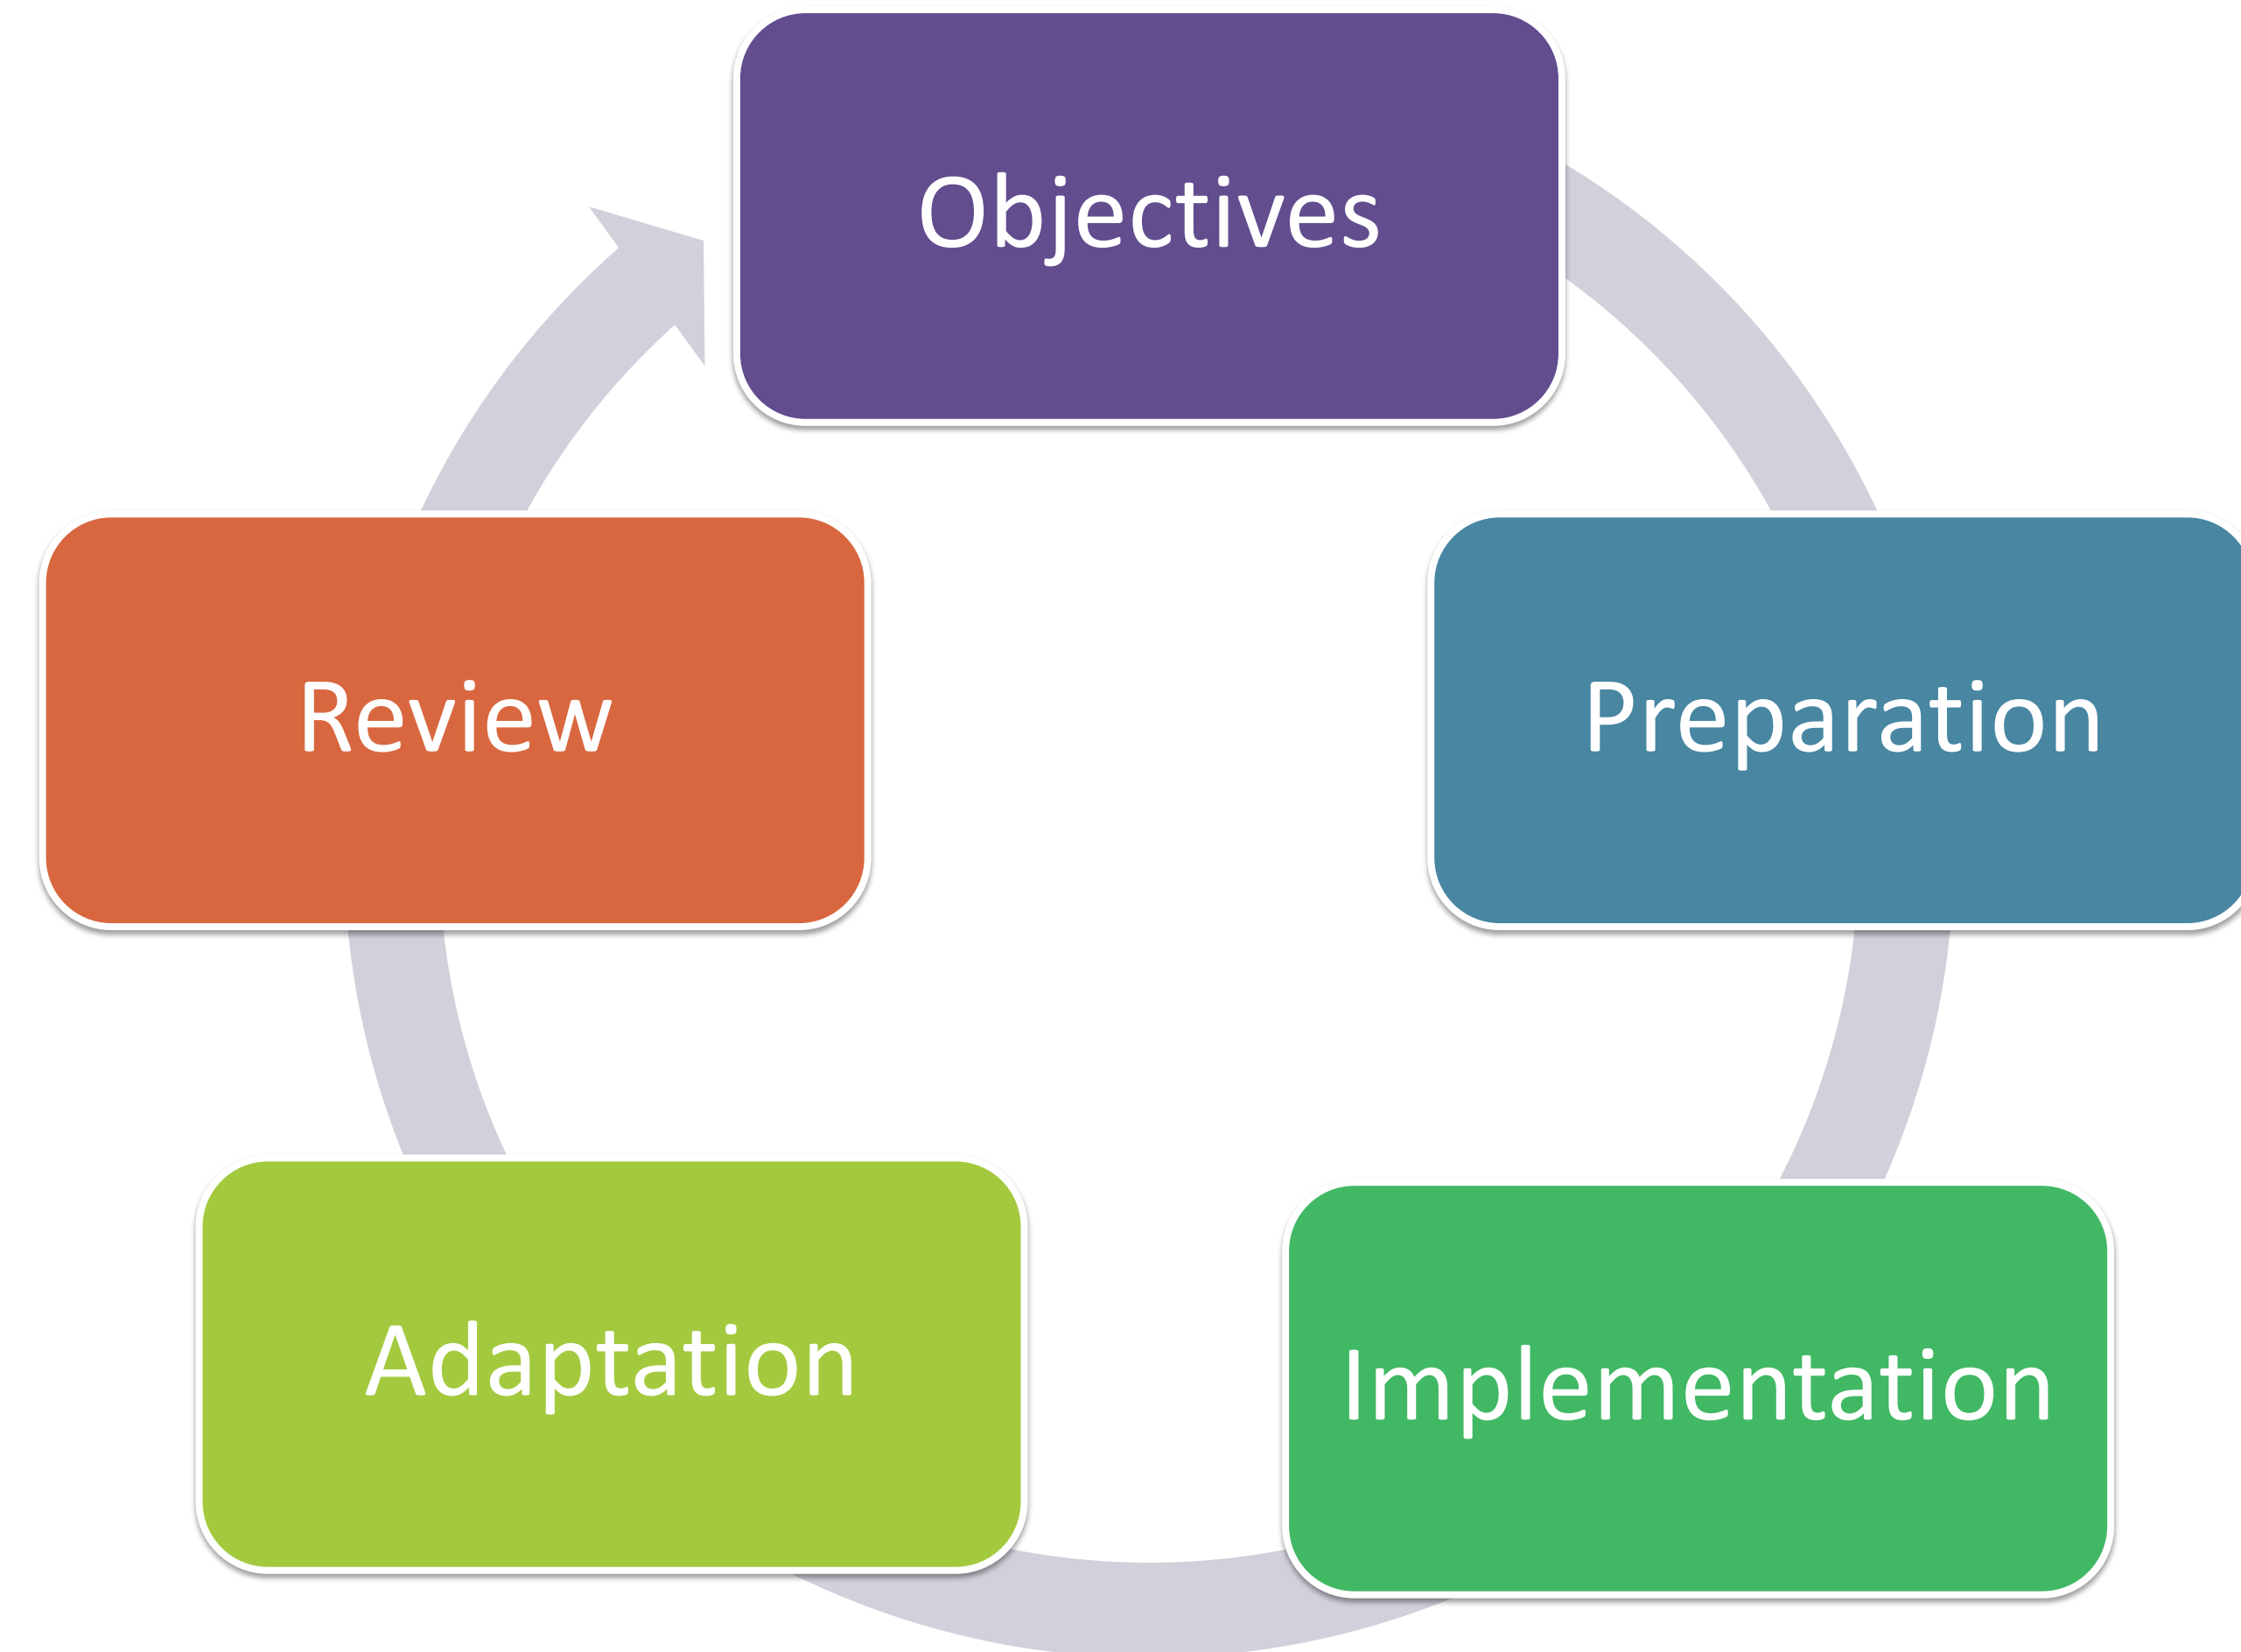 Objectives
Preparation
Implementation
Adaptation
Review